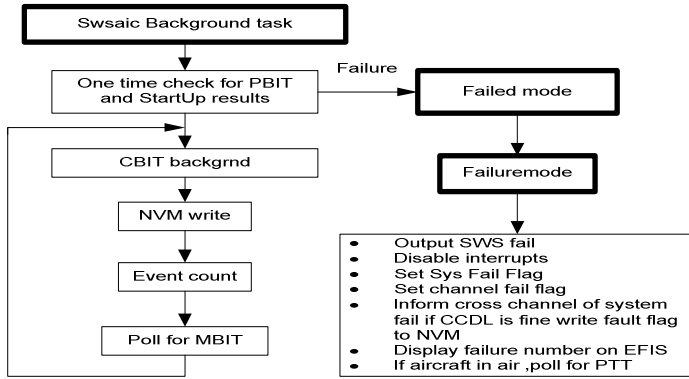 Swsaic Background task
One time check for PBIT
and StartUp results
Failure
Failed mode
CBIT backgrnd
Failuremode
NVM write
Event count
Poll for MBIT
• Output SWS fail
• Disable interrupts
• Set Sys Fail Flag
• Set channel fail flag
• Inform cross channel of system
fail if CCDL is fine write fault flag
to NVM
• Display failure number on EFIS
• If aircraft in air ,poll for PTT